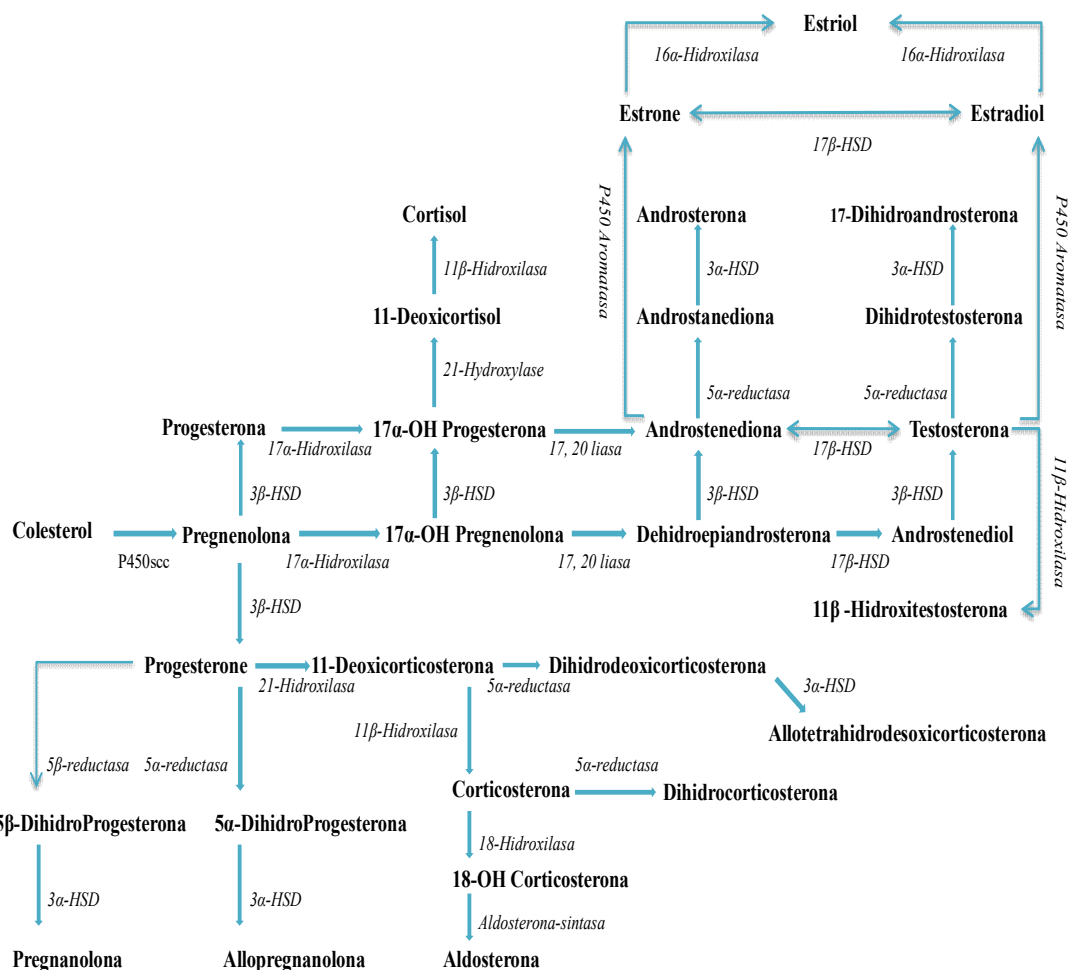 Estriol
16α-Hidroxilasa 16α-Hidroxilasa
Estrone Estradiol
17β-HSD
P450 Aromatasa P450 Aromatasa
Cortisol Androsterona 17-Dihidroandrosterona
11β-Hidroxilasa 3α-HSD 3α-HSD
11-Deoxicortisol Androstanediona Dihidrotestosterona
21-Hydroxylase 5α-reductasa 5α-reductasa
Progesterona 17α-OH Progesterona Androstenediona Testosterona
17α-Hidroxilasa 17, 20 liasa 17β-HSD
3β-HSD 3β-HSD 3β-HSD 3β-HSD
11β-Hidroxilasa
Colesterol Pregnenolona 17α-OH Pregnenolona Dehidroepiandrosterona Androstenediol
P450scc 17α-Hidroxilasa 17, 20 liasa 17β-HSD
3β-HSD
11β -Hidroxitestosterona
Progesterone 11-Deoxicorticosterona Dihidrodeoxicorticosterona
21-Hidroxilasa 5α-reductasa 3α-HSD
11β-Hidroxilasa Allotetrahidrodesoxicorticosterona
5β-reductasa 5α-reductasa 5α-reductasa
Corticosterona Dihidrocorticosterona
5β-DihidroProgesterona 5α-DihidroProgesterona
18-Hidroxilasa
18-OH Corticosterona
3α-HSD 3α-HSD Aldosterona-sintasa
Pregnanolona Allopregnanolona Aldosterona